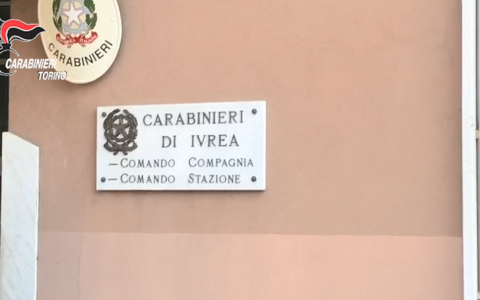 CARABINIERI
CARABINIERI
TORINO
CARABINIERI
DI IVREA
–COMANDO COMPAGNIA
–COMANDO STAZIONE